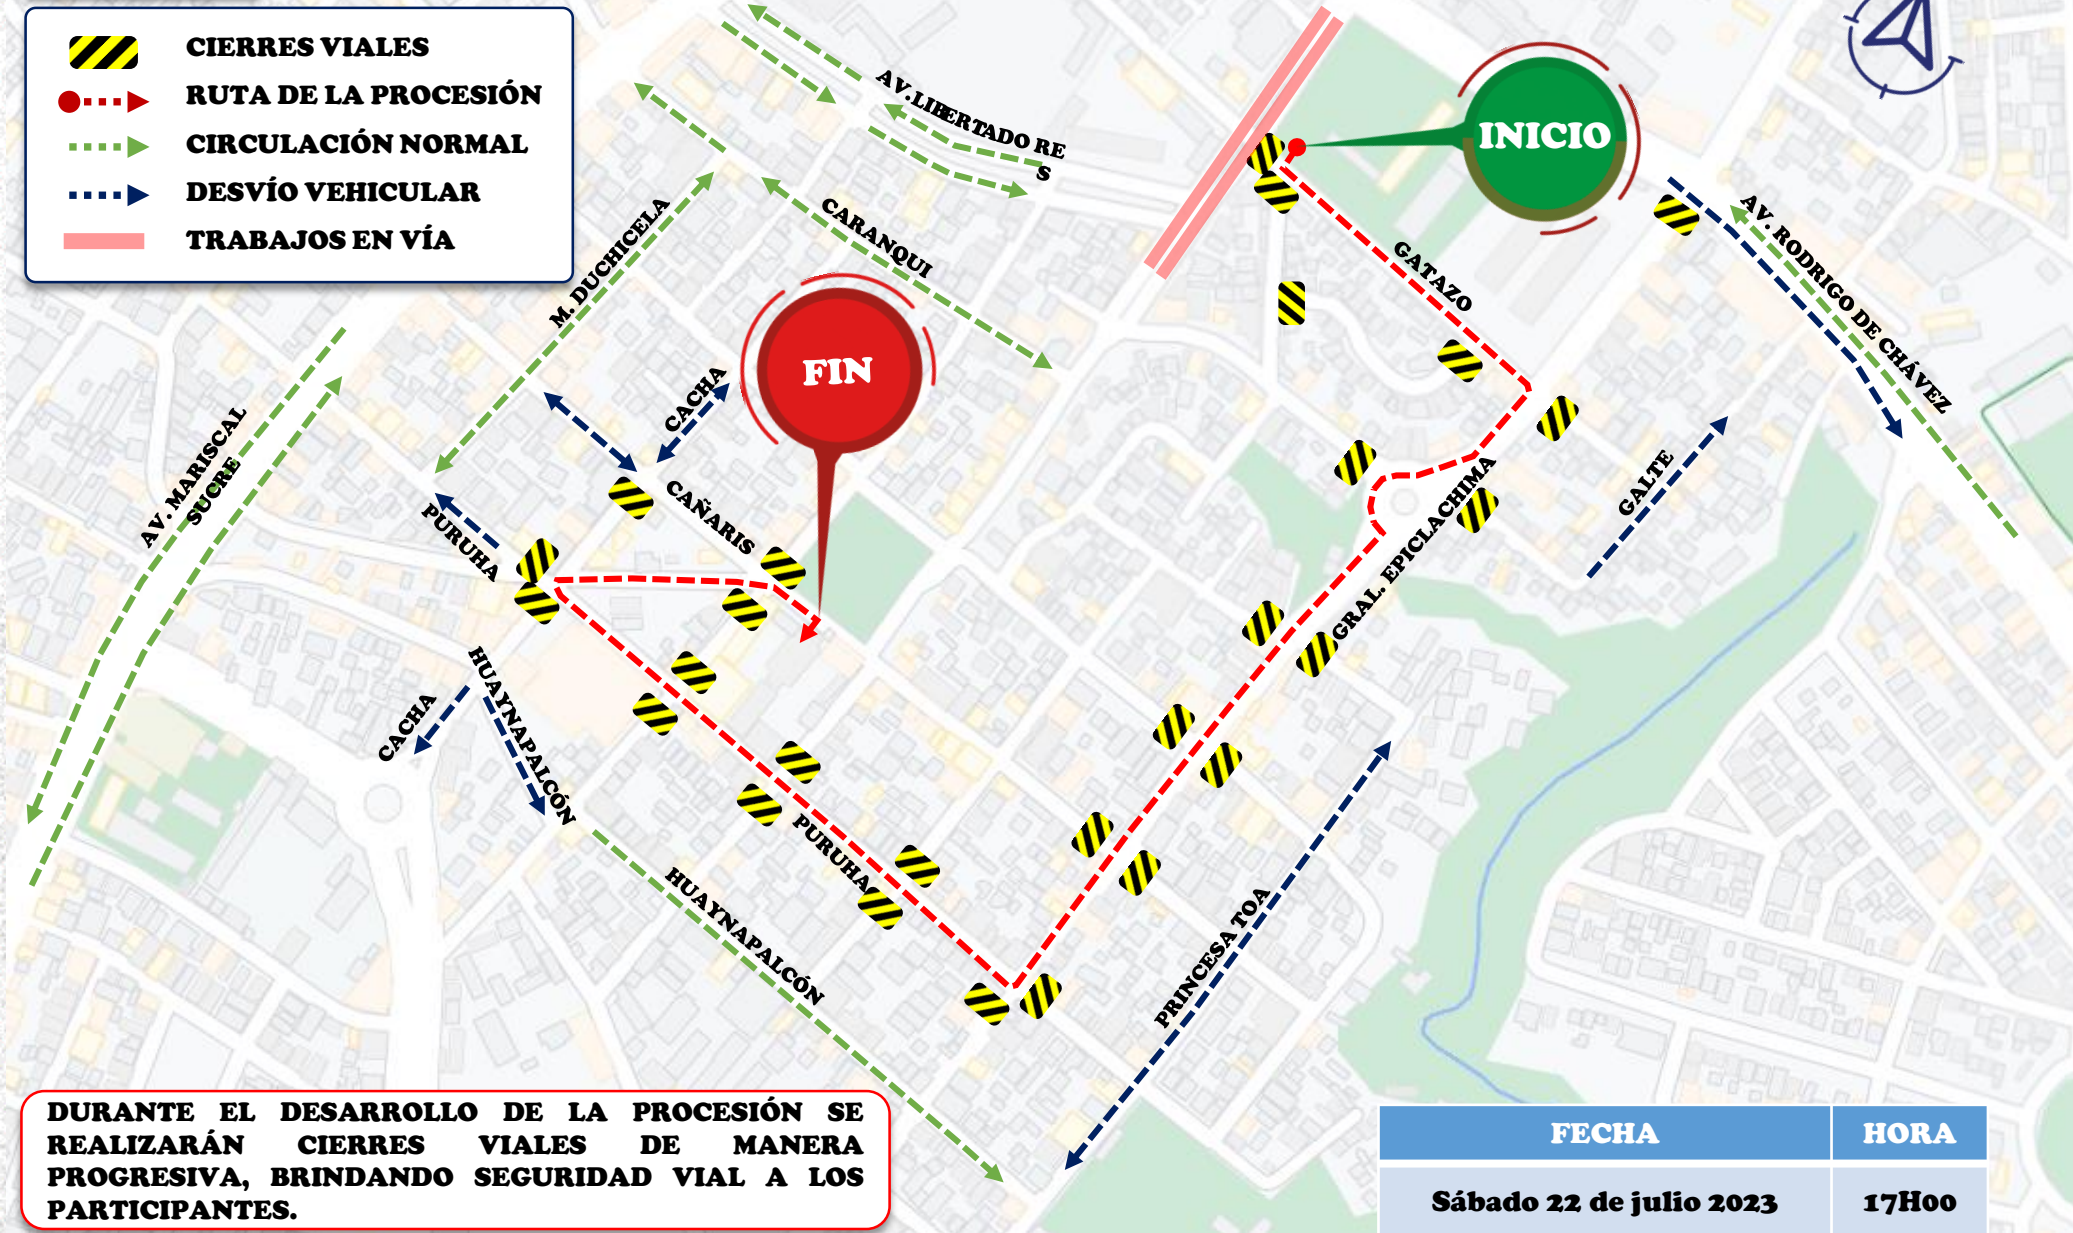 CIERRES VIALES
RUTA DE LA PROCESIÓN
CIRCULACIÓN NORMAL
DESVÍO VEHICULAR
TRABAJOS EN VÍA
AV.LIBERTADO RE
S
INICIO
M. DUCHICELA
CARANQUI
GATAZO
AV. RODRIGO DE CHÁVEZ
FIN
CACHA
AV. MARISCAL
SUCRE
PURUHA
CAÑARIS
GALTE
GRAL. EPICLACHIMA
HUAYNAPALCÓN
CACHA
PURUHA
HUAYNAPALCÓN
PRINCESA TOA
DURANTE EL DESARROLLO DE LA PROCESIÓN SE
REALIZARÁN CIERRES VIALES DE MANERA
PROGRESIVA, BRINDANDO SEGURIDAD VIAL A LOS
PARTICIPANTES.
FECHA HORA
Sábado 22 de julio 2023 17H00